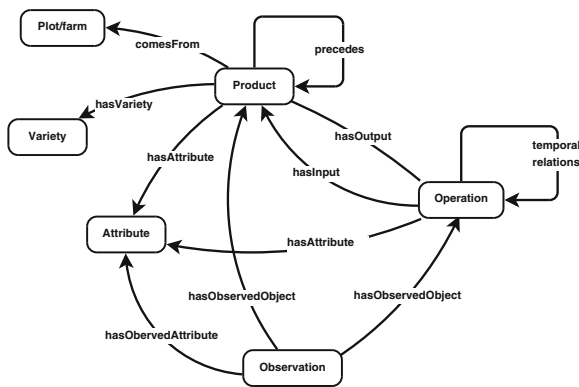 Plot/farm
comesFrom
precedes
Product
hasVariety
Variety
hasOutput
hasAttribute
hasInput
temporal
relations
Operation
Attribute
hasAttribute
hasObservedObject
hasObservedObject
hasObervedAttribute
Observation